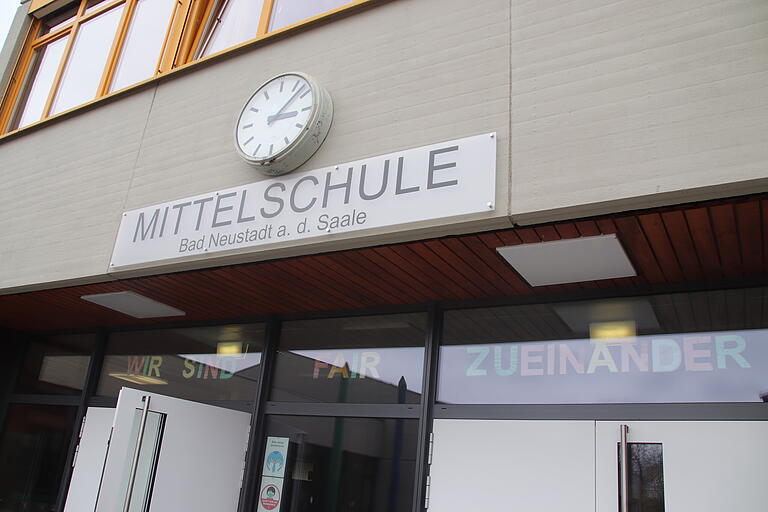 MITTELSCHULE
Bad Neustadt a. d. Saale
WIR SIND FAIR ZUEINANDER